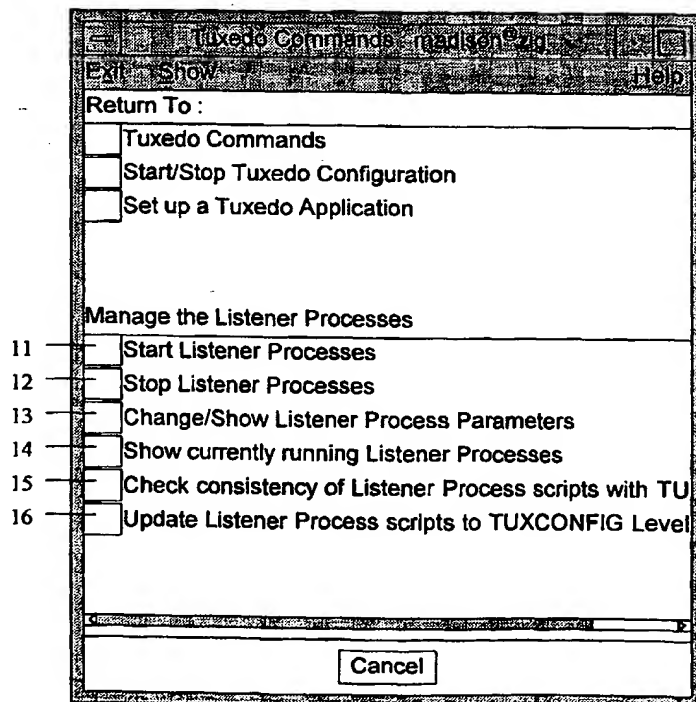 Tuxedo Commands - madison@zig
Exit Show Help
Return To :
Tuxedo Commands
Start/Stop Tuxedo Configuration
Set up a Tuxedo Application
Manage the Listener Processes
11 Start Listener Processes
12 Stop Listener Processes
13 Change/Show Listener Process Parameters
14 Show currently running Listener Processes
15 Check consistency of Listener Process scripts with TU
16 Update Listener Process scripts to TUXCONFIG Level
Cancel